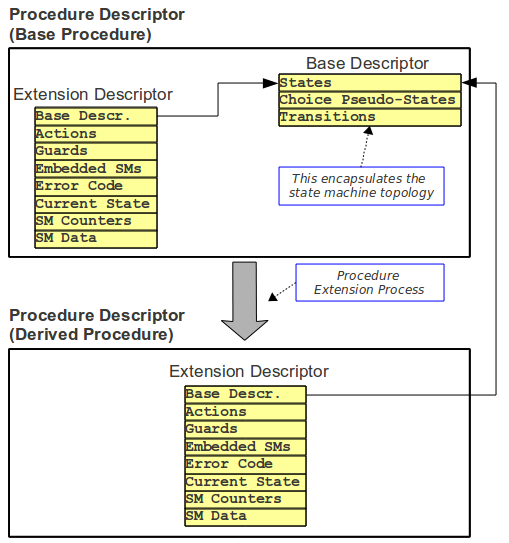 Procedure Descriptor
(Base Procedure)
Base Descriptor
States
Choice Pseudo-States
Transitions
Extension Descriptor
Base Descr.
Actions
Guards
Embedded SMs
Error Code
Current State
SM Counters
SM Data
This encapsulates the
state machine topology
Procedure
Extension Process
Procedure Descriptor
(Derived Procedure)
Extension Descriptor
Base Descr.
Actions
Guards
Embedded SMs
Error Code
Current State
SM Counters
SM Data